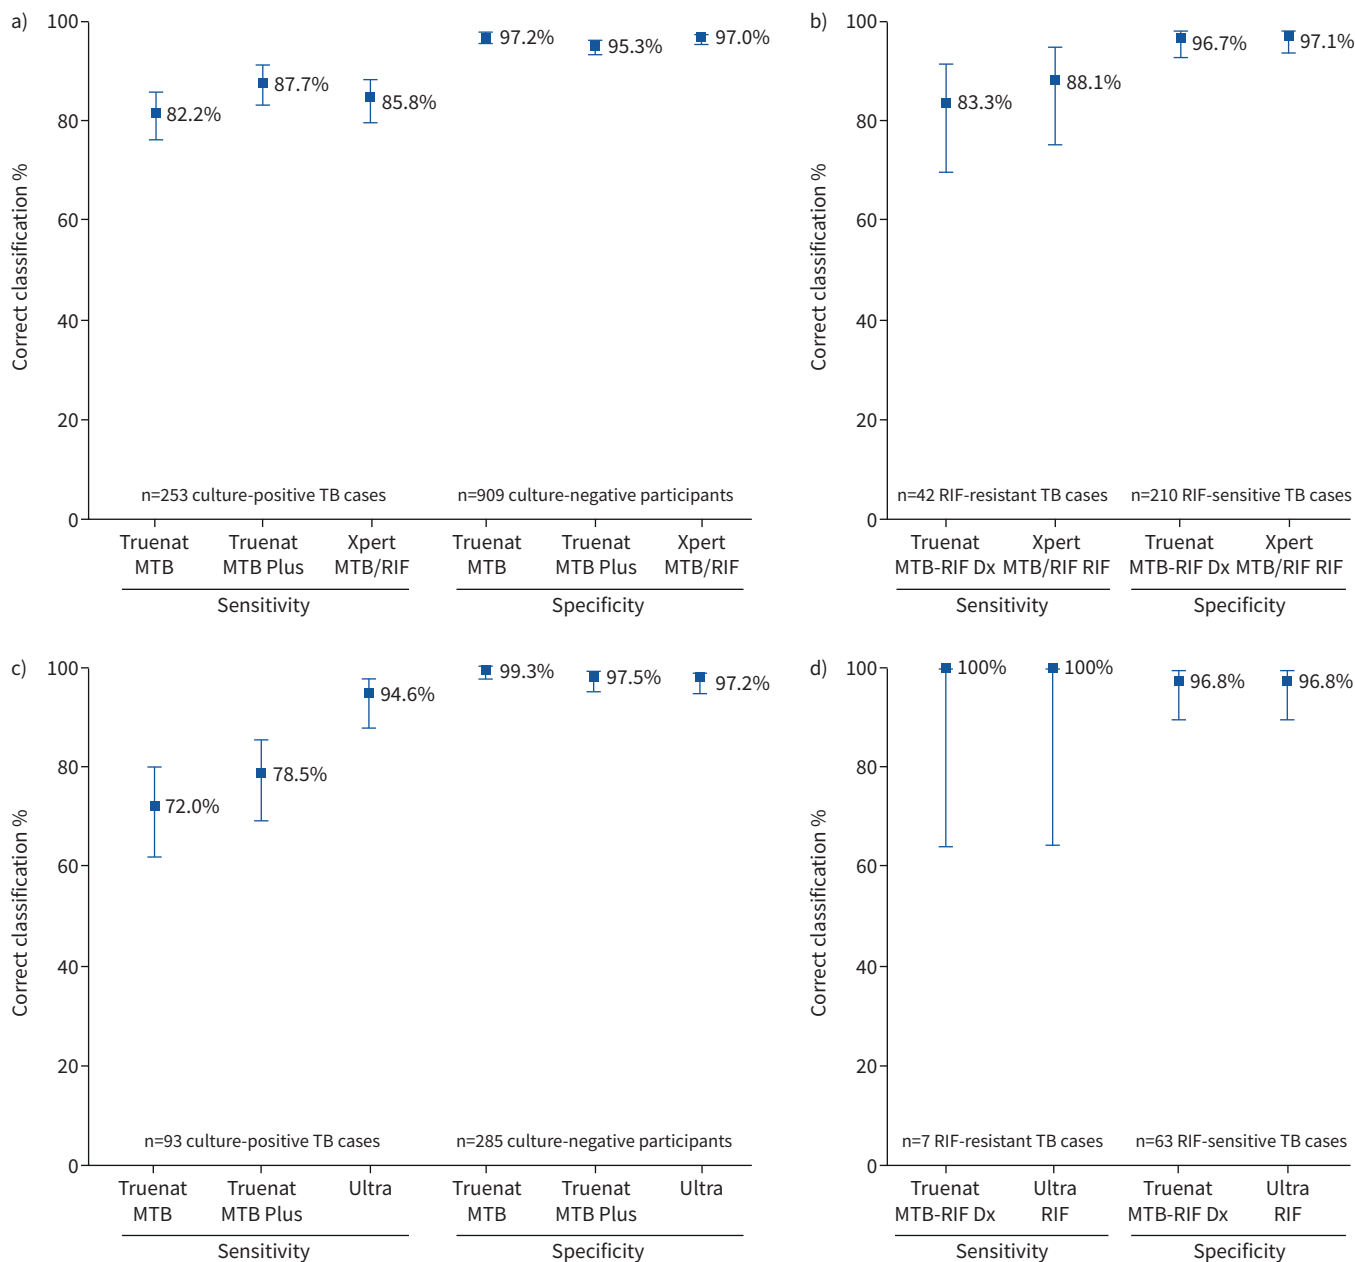 a)
Correct classification %
100
80
60
40
20
0
82.2%
87.7%
85.8%
97.2%
95.3%
97.0%
n=253 culture-positive TB cases
n=909 culture-negative participants
Truenat MTB
Truenat MTB Plus
Xpert MTB/RIF
Truenat MTB
Truenat MTB Plus
Xpert MTB/RIF
Sensitivity
Specificity
b)
Correct classification %
100
80
60
40
20
0
83.3%
88.1%
96.7%
97.1%
n=42 RIF-resistant TB cases
n=210 RIF-sensitive TB cases
Truenat MTB-RIF Dx
Xpert MTB/RIF RIF
Truenat MTB-RIF Dx
Xpert MTB/RIF RIF
Sensitivity
Specificity
c)
Correct classification %
100
80
60
40
20
0
72.0%
78.5%
94.6%
99.3%
97.5%
97.2%
n=93 culture-positive TB cases
n=285 culture-negative participants
Truenat MTB
Truenat MTB Plus
Ultra
Truenat MTB
Truenat MTB Plus
Ultra
Sensitivity
Specificity
d)
Correct classification %
100
80
60
40
20
0
100%
100%
96.8%
96.8%
n=7 RIF-resistant TB cases
n=63 RIF-sensitive TB cases
Truenat MTB-RIF Dx
Ultra RIF
Truenat MTB-RIF Dx
Ultra RIF
Sensitivity
Specificity